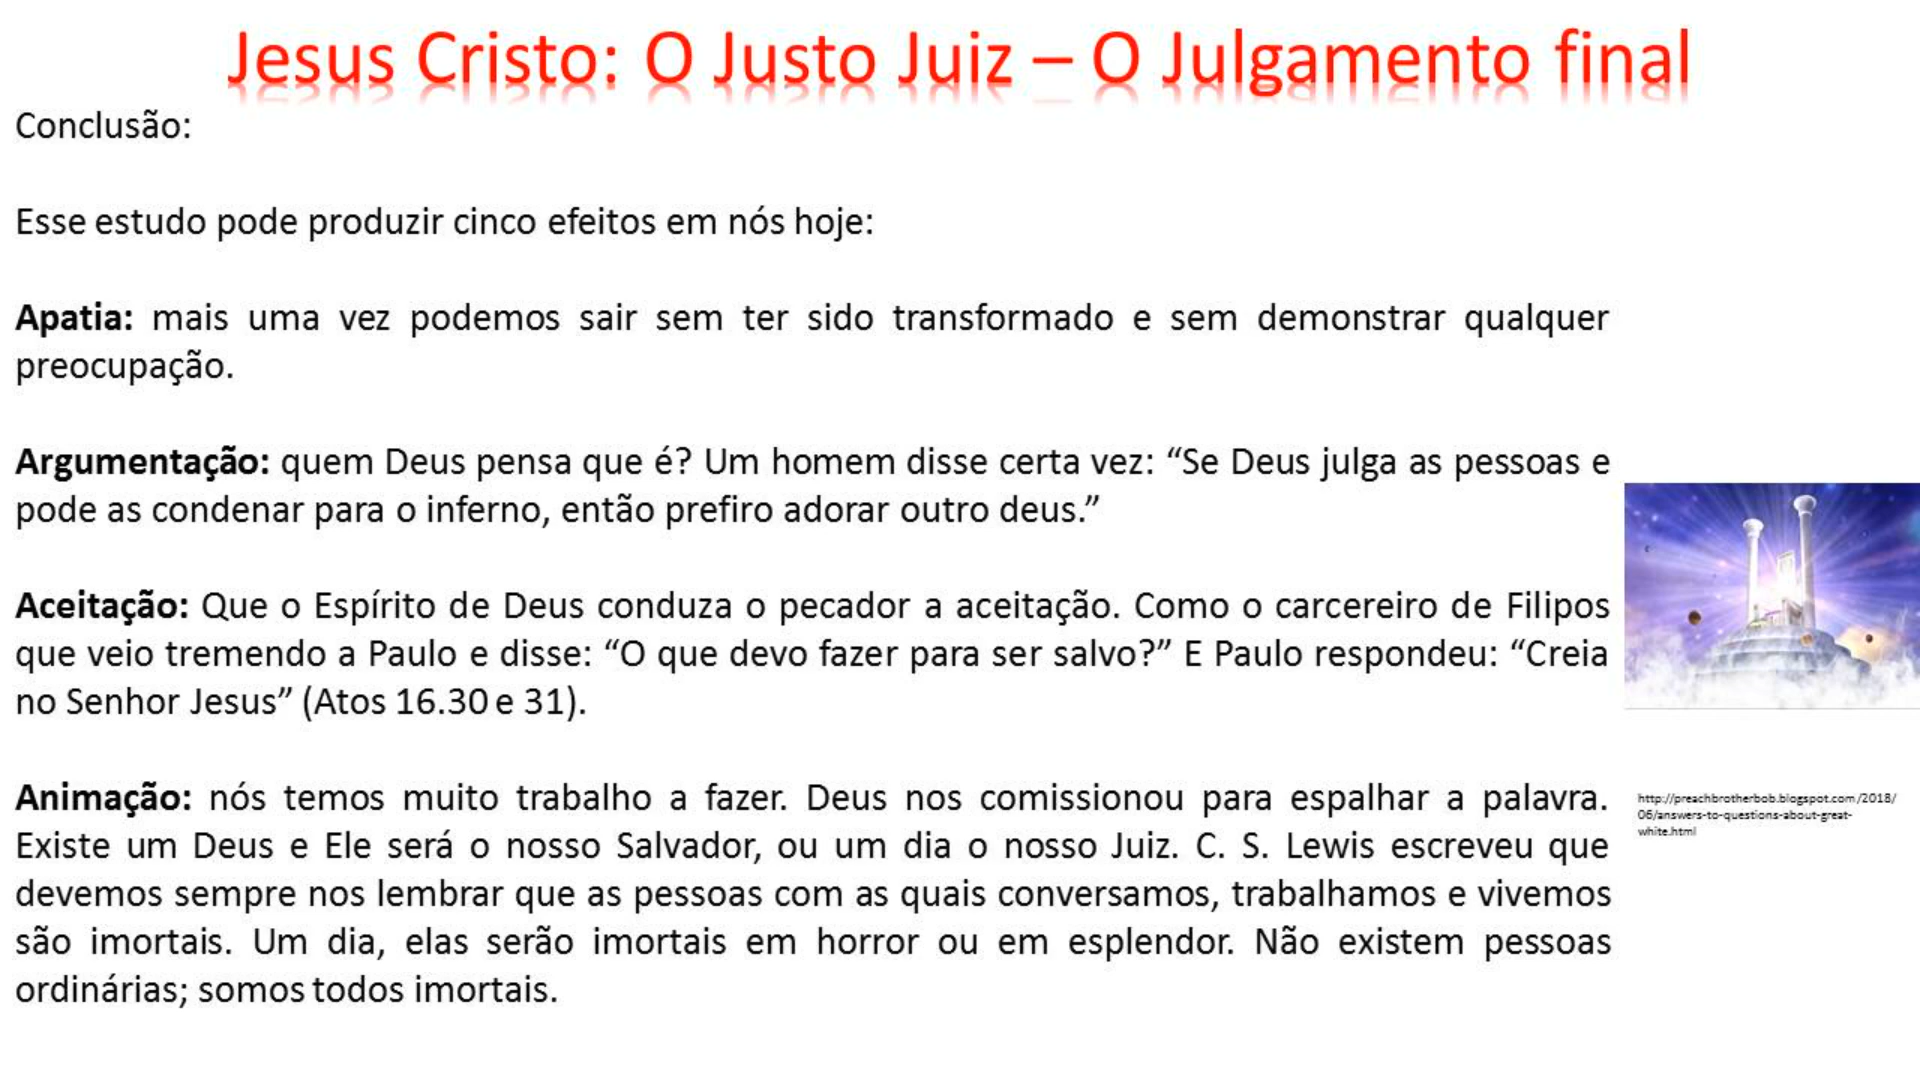 Jesus Cristo: O Justo Juiz – O Julgamento final
Conclusão:
Esse estudo pode produzir cinco efeitos em nós hoje:
Apatia: mais uma vez podemos sair sem ter sido transformado e sem demonstrar qualquer
preocupação.
Argumentação: quem Deus pensa que é? Um homem disse certa vez: “Se Deus julga as pessoas e
pode as condenar para o inferno, então prefiro adorar outro deus.”
Aceitação: Que o Espírito de Deus conduza o pecador a aceitação. Como o carcereiro de Filipos
que veio tremendo a Paulo e disse: “O que devo fazer para ser salvo?” E Paulo respondeu: “Creia
no Senhor Jesus” (Atos 16.30 e 31).
Animação: nós temos muito trabalho a fazer. Deus nos comissionou para espalhar a palavra.
Existe um Deus e Ele será o nosso Salvador, ou um dia o nosso Juiz. C. S. Lewis escreveu que
devemos sempre nos lembrar que as pessoas com as quais conversamos, trabalhamos e vivemos
são imortais. Um dia, elas serão imortais em horror ou em esplendor. Não existem pessoas
ordinárias; somos todos imortais.
http://preachbrotherbob.blogspot.com/2018/
06/answers-to-questions-about-great-
white.html